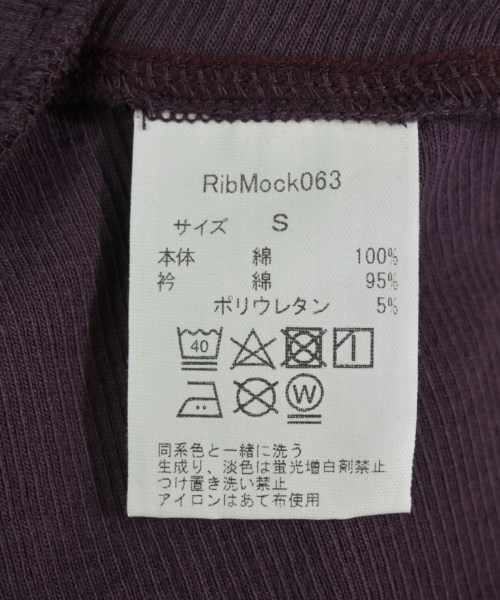 RibMock063
サイズ S
本体 綿 100%
衿 綿 95%
ポリウレタン 5%
40
W
同系色と一緒に洗う
生成り、淡色は蛍光増白剤禁止
つけ置き洗い禁止
アイロンはあて布使用